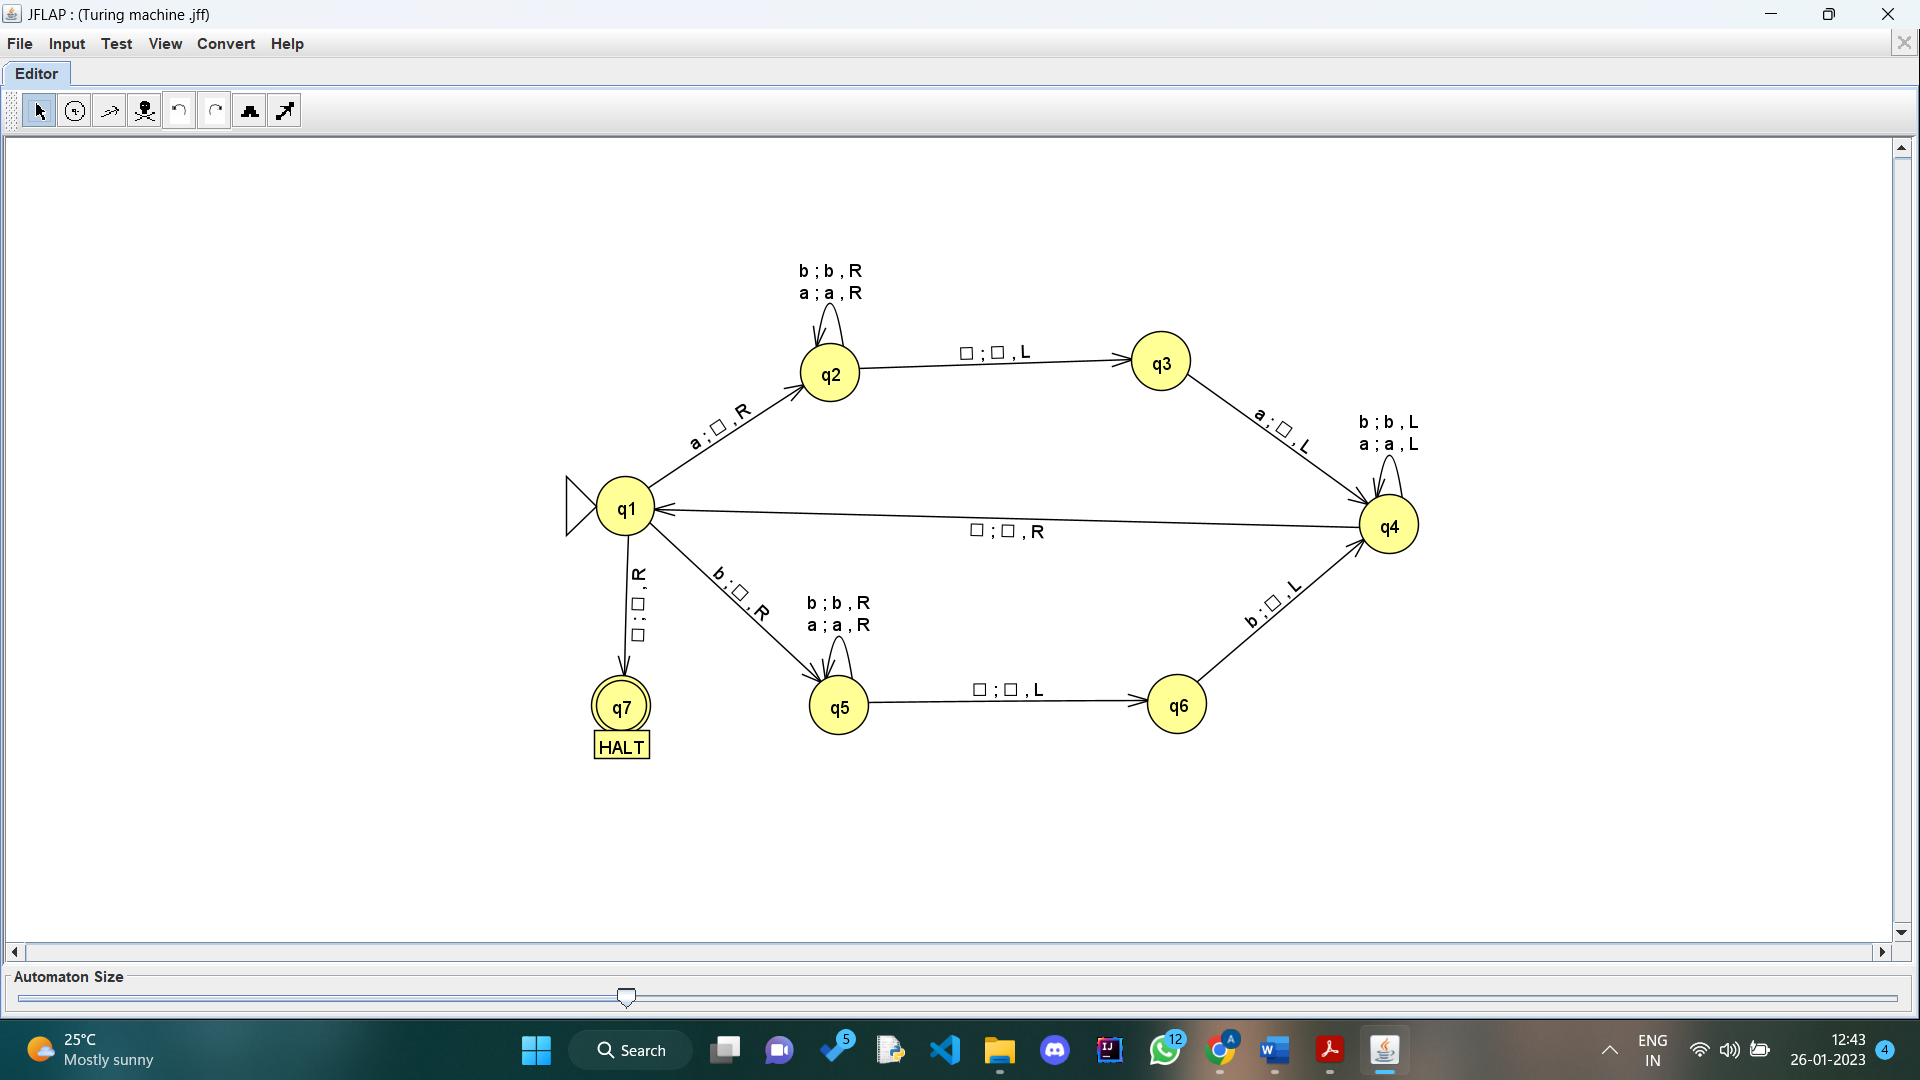 JFLAP : (Turing machine .jff)
File Input Test View Convert Help
Editor
b ; b , R
a ; a , R
□ ; □ , L
q2
q3
a ; □ , R
a ; □ , L
b ; b , L
a ; a , L
q1
q4
□ ; □ , R
b ; □ , R
□ ; □ , R
b ; b , R
a ; a , R
b ; □ , L
□ ; □ , L
q7
q5
q6
HALT
Automaton Size
25°C
Mostly sunny
Search
5
IJ
12
A
W
ENG
IN
12:43
26-01-2023
4